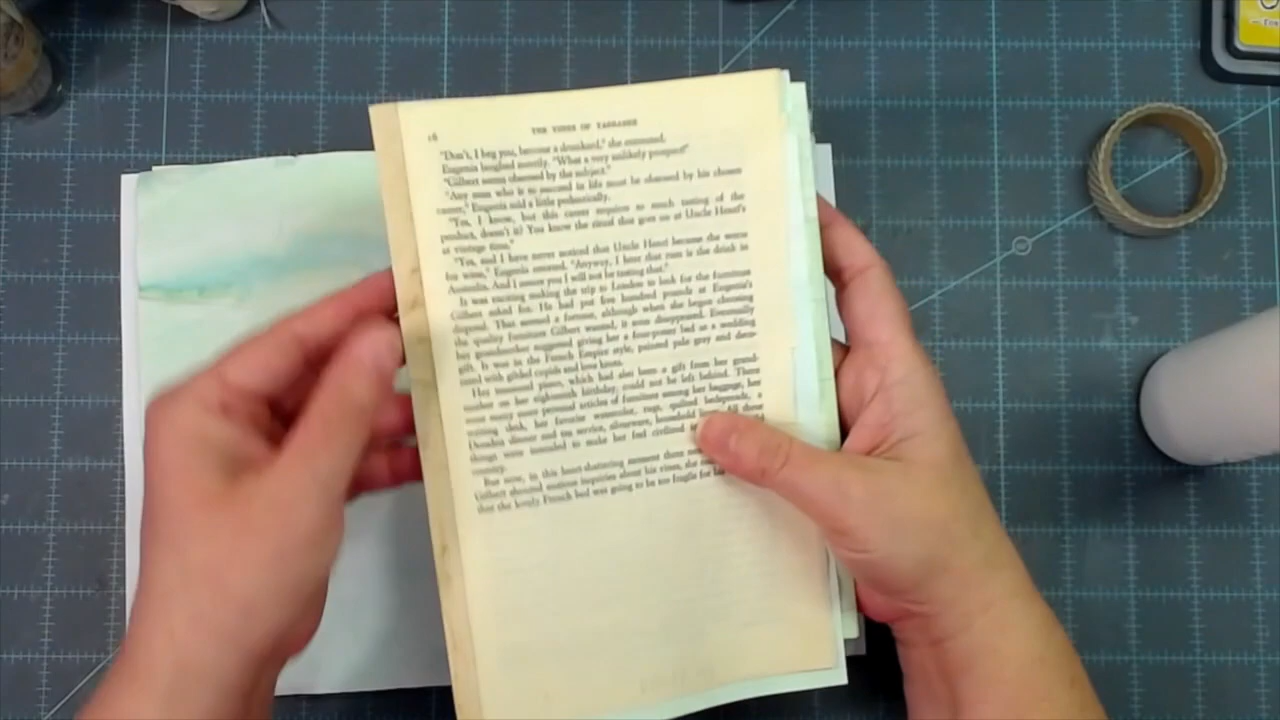 16 THE VINES OF YARRABEE
"Don't, I beg you, become a drunkard," she entreated.
Eugenia laughed merrily. "What a very unlikely prospect!"
"Gilbert seems obsessed by the subject."
"Any man who is to succeed in life must be obsessed by his chosen
career," Eugenia said a little pedantically.
"Yes, I know, but this career requires so much tasting of the
product, doesn't it? You know the ritual that goes on at Uncle Henri's
at vintage time."
"Yes, and I have never noticed that Uncle Henri became the worse
for wine," Eugenia retorted. "Anyway, I hear that rum is the drink in
Australia. And I assure you I will not be tasting that."
It was exciting making the trip to London to look for the furniture
Gilbert asked for. He had put five hundred pounds at Eugenia's
disposal. That seemed a fortune, although when she began choosing
the quality furniture Gilbert wanted, it soon disappeared. Eventually
her grandmother suggested giving her a four-poster bed as a wedding
gift. It was in the French Empire style, painted pale gray and deco-
rated with gilded cupids and love knots.
Her treasured piano, which had also been a gift from her grand-
mother on her eighteenth birthday, could not be left behind. There
were many more personal articles of furniture among her baggage, her
writing desk, her favorite watercolor, rugs, quilted bedspreads, a
Dresden dinner and tea service, silverware, household All these
things were intended to make her feel civilized
country.
But now, in this heart-shattering moment
Gilbert shouted anxious inquiries about his vines, she
that the lovely French bed was going to be too fragile for